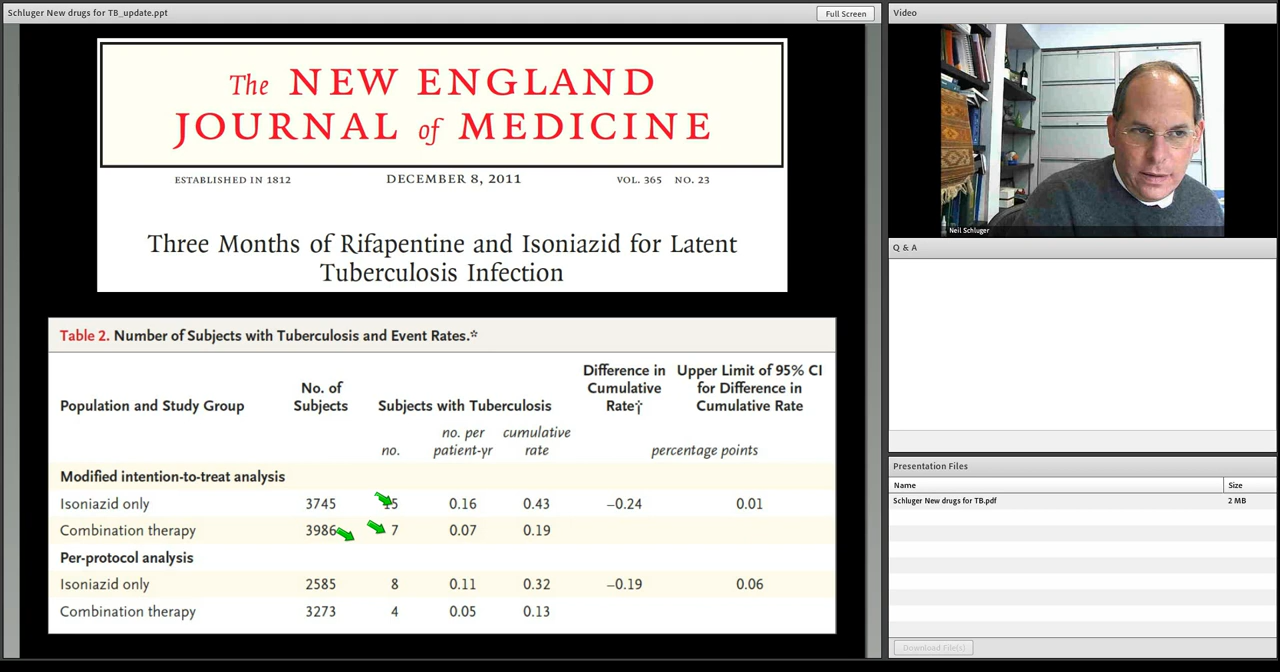 Schluger New drugs for TB_update.ppt
Full Screen
The NEW ENGLAND
JOURNAL of MEDICINE
ESTABLISHED IN 1812 DECEMBER 8, 2011 VOL. 365 NO. 23
Three Months of Rifapentine and Isoniazid for Latent
Tuberculosis Infection
Table 2. Number of Subjects with Tuberculosis and Event Rates.*
Population and Study Group No. of Subjects Subjects with Tuberculosis Difference in Cumulative Rate† Upper Limit of 95% CI for Difference in Cumulative Rate
no. no. per patient-yr cumulative rate percentage points
Modified intention-to-treat analysis
Isoniazid only 3745 15 0.16 0.43 –0.24 0.01
Combination therapy 3986 7 0.07 0.19
Per-protocol analysis
Isoniazid only 2585 8 0.11 0.32 –0.19 0.06
Combination therapy 3273 4 0.05 0.13
Video
Neil Schluger
Q & A
Presentation Files
Name Size
Schluger New drugs for TB.pdf 2 MB
Download File(s)